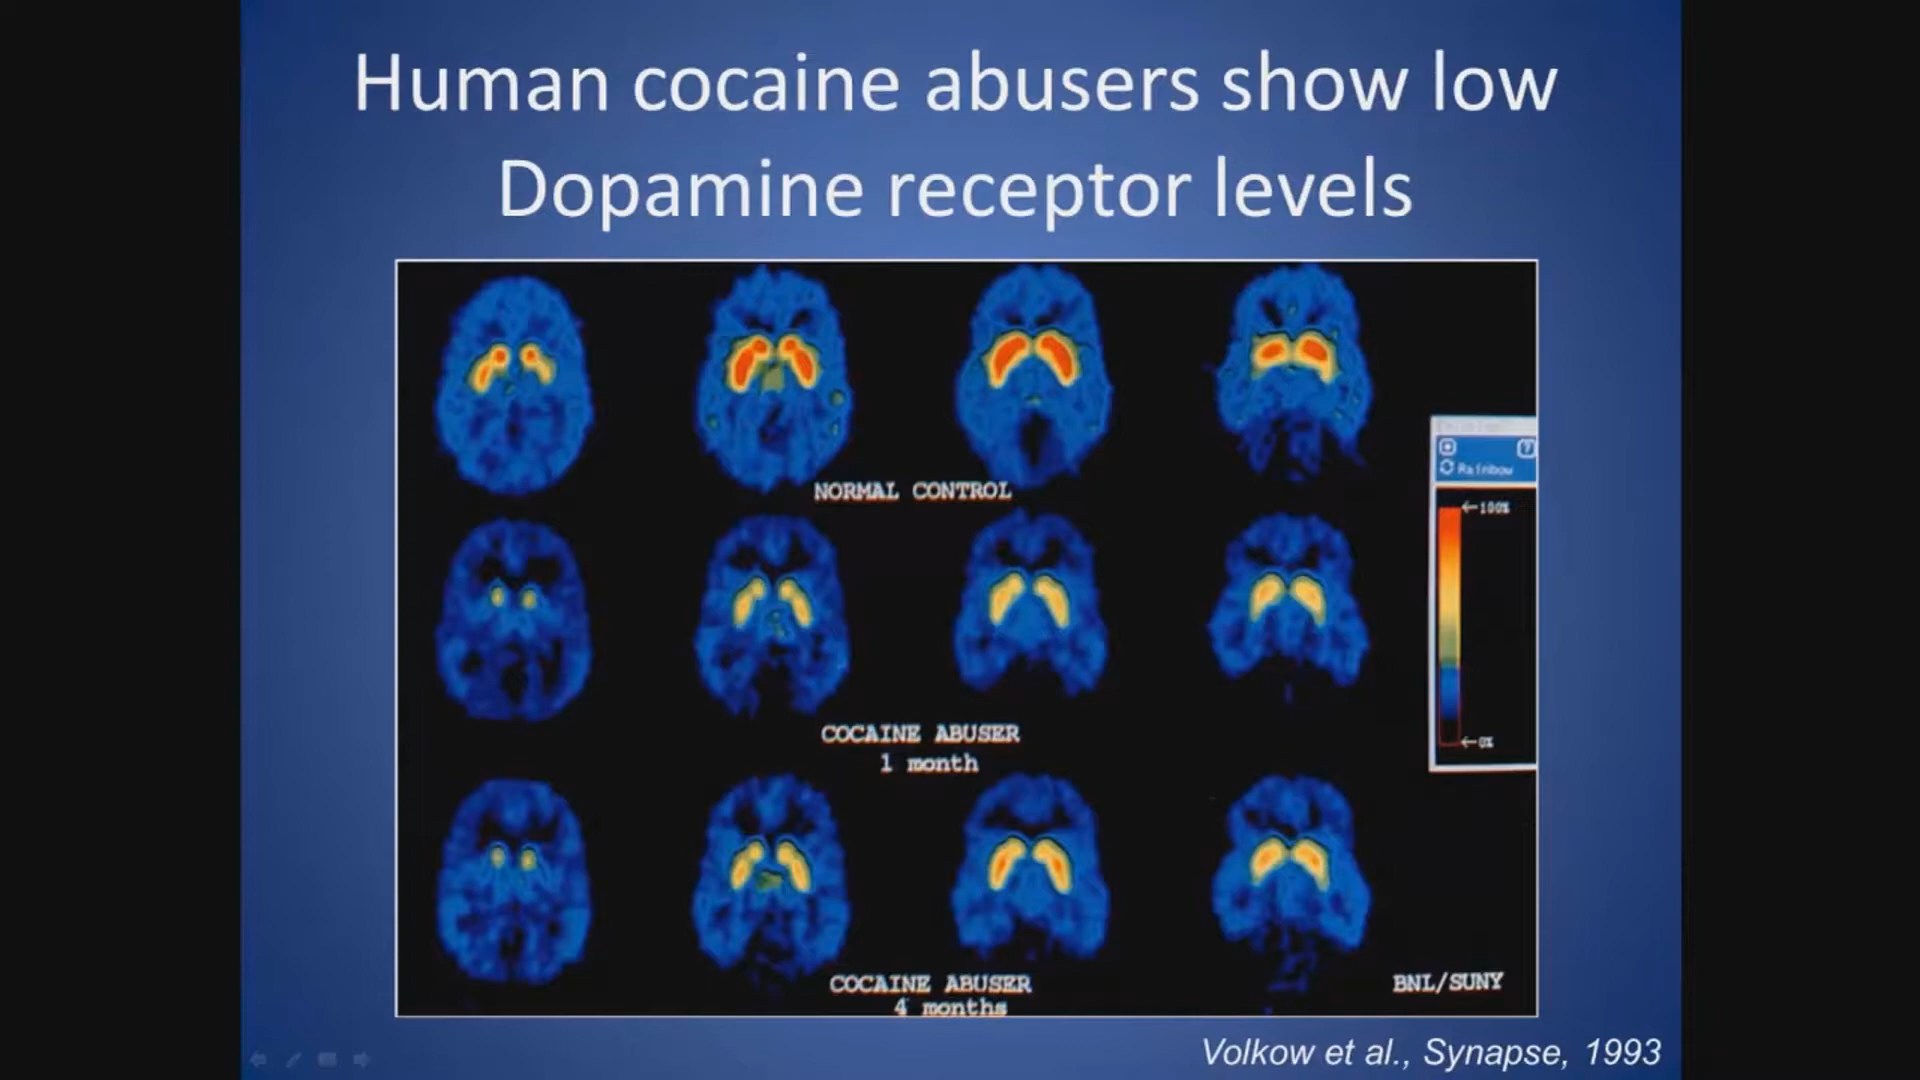 Human cocaine abusers show low
Dopamine receptor levels
NORMAL CONTROL
Rainbow
←100%
←0%
COCAINE ABUSER
1 month
COCAINE ABUSER
4 months
BNL/SUNY
Volkow et al., Synapse, 1993